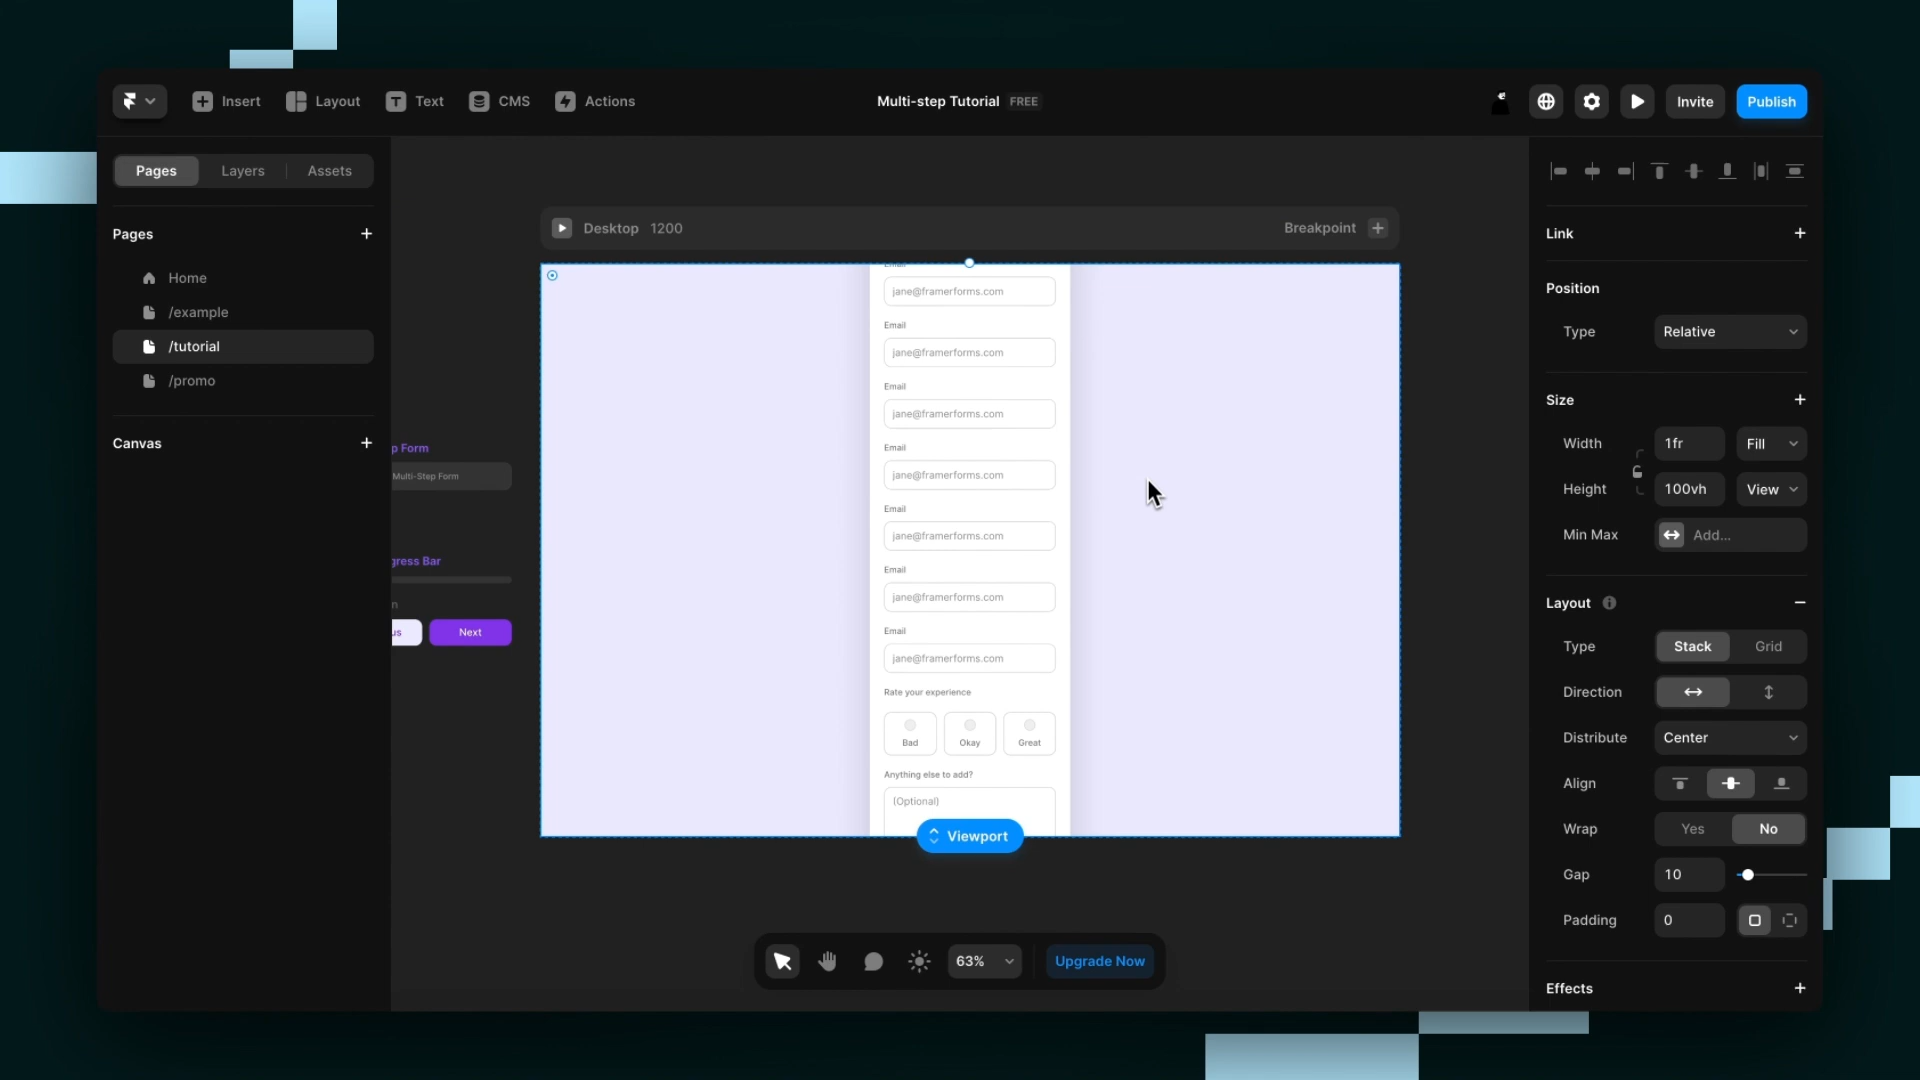 Insert
Layout
Text
CMS
Actions
Multi-step Tutorial FREE
Invite
Publish
Pages
Layers
Assets
Pages
Home
/example
/tutorial
/promo
Canvas
p Form
Multi-Step Form
gress Bar
n
us
Next
Desktop 1200
Breakpoint
Email
jane@framerforms.com
Email
jane@framerforms.com
Email
jane@framerforms.com
Email
jane@framerforms.com
Email
jane@framerforms.com
Email
jane@framerforms.com
Email
jane@framerforms.com
Rate your experience
Bad
Okay
Great
Anything else to add?
(Optional)
Viewport
63%
Upgrade Now
Link
Position
Type
Relative
Size
Width
1fr
Fill
Height
100vh
View
Min Max
Add...
Layout
Type
Stack
Grid
Direction
Distribute
Center
Align
Wrap
Yes
No
Gap
10
Padding
0
Effects